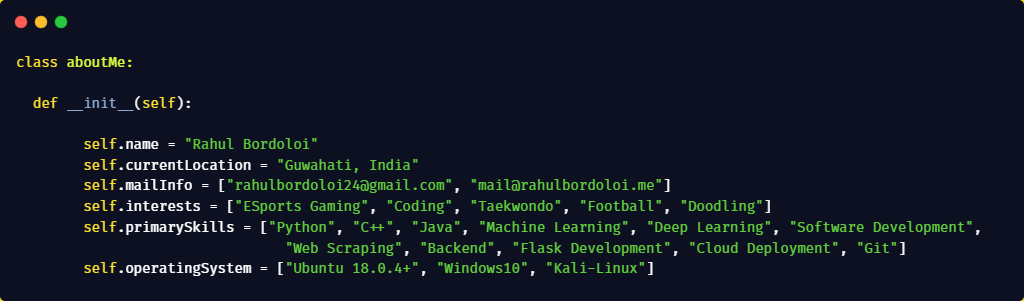 class aboutMe:
def __init__(self):
self.name = "Rahul Bordoloi"
self.currentLocation = "Guwahati, India"
self.mailInfo = ["rahulbordoloi24@gmail.com", "mail@rahulbordoloi.me"]
self.interests = ["ESports Gaming", "Coding", "Taekwondo", "Football", "Doodling"]
self.primarySkills = ["Python", "C++", "Java", "Machine Learning", "Deep Learning", "Software Development",
"Web Scraping", "Backend", "Flask Development", "Cloud Deployment", "Git"]
self.operatingSystem = ["Ubuntu 18.0.4+", "Windows10", "Kali-Linux"]